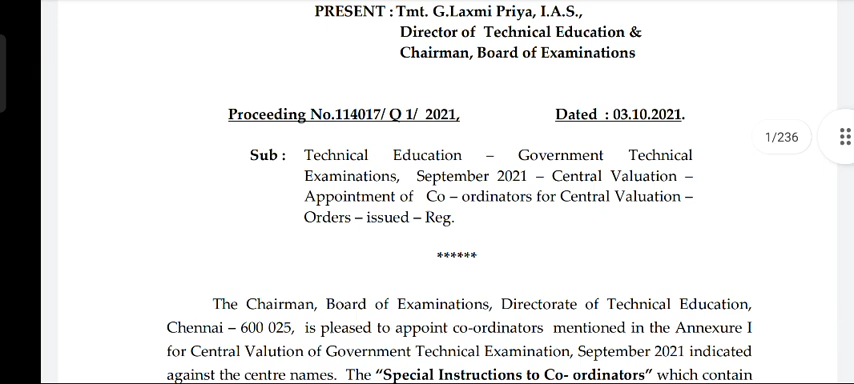 PRESENT : Tmt. G.Laxmi Priya, I.A.S.,
Director of Technical Education &
Chairman, Board of Examinations
Proceeding No.114017/ Q 1/ 2021, Dated : 03.10.2021.
1/236
Sub : Technical Education – Government Technical
Examinations, September 2021 – Central Valuation –
Appointment of Co – ordinators for Central Valuation –
Orders – issued – Reg.
******
The Chairman, Board of Examinations, Directorate of Technical Education,
Chennai – 600 025, is pleased to appoint co-ordinators mentioned in the Annexure I
for Central Valution of Government Technical Examination, September 2021 indicated
against the centre names. The “Special Instructions to Co- ordinators” which contain